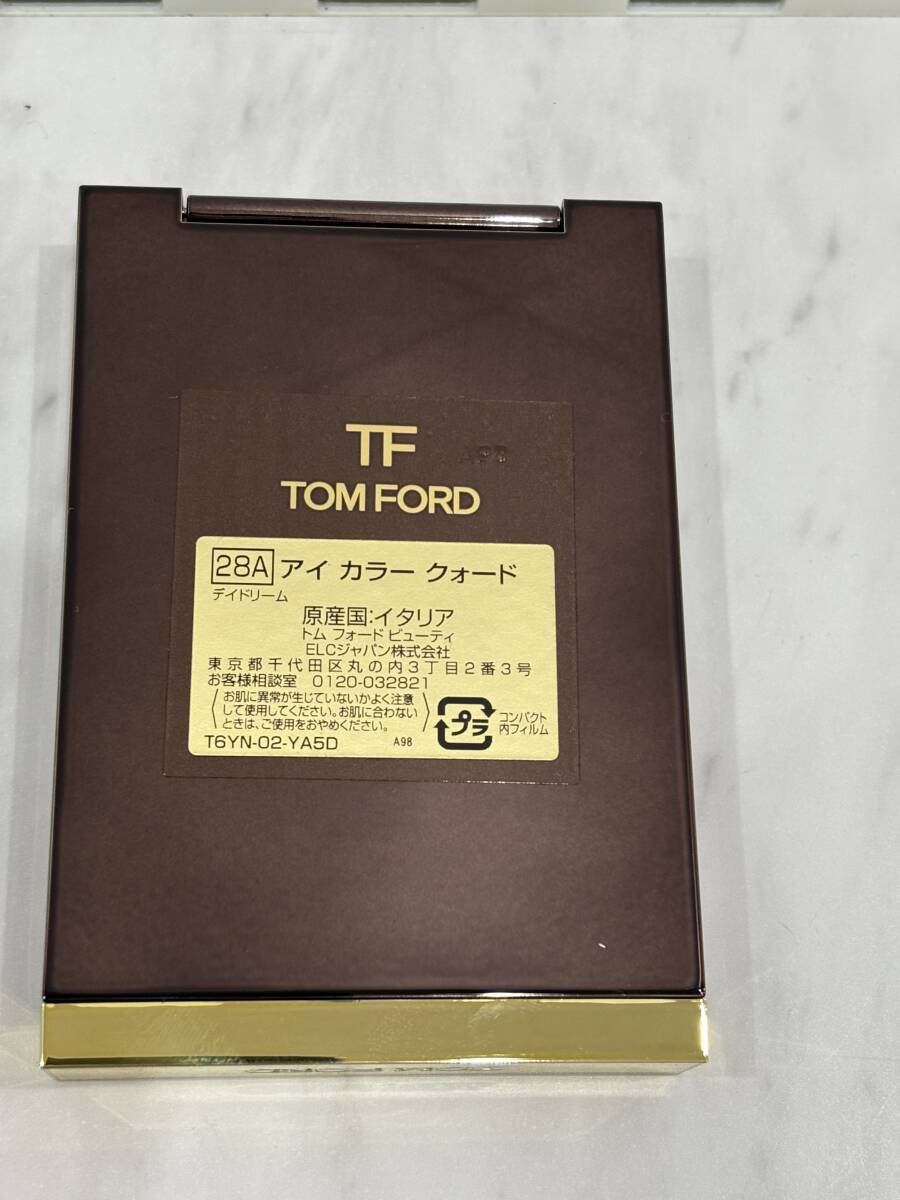 TF
A98
TOM FORD
28A アイ カラー クォード
デイドリーム
原産国:イタリア
トム フォード ビューティ
ELCジャパン株式会社
東京都千代田区丸の内3丁目2番3号
お客様相談室 0120-032821
お肌に異常が生じていないかよく注意
して使用してください。お肌に合わない
ときは、ご使用をおやめください。
プラ
コンパクト
内フィルム
T6YN-02-YA5D A98